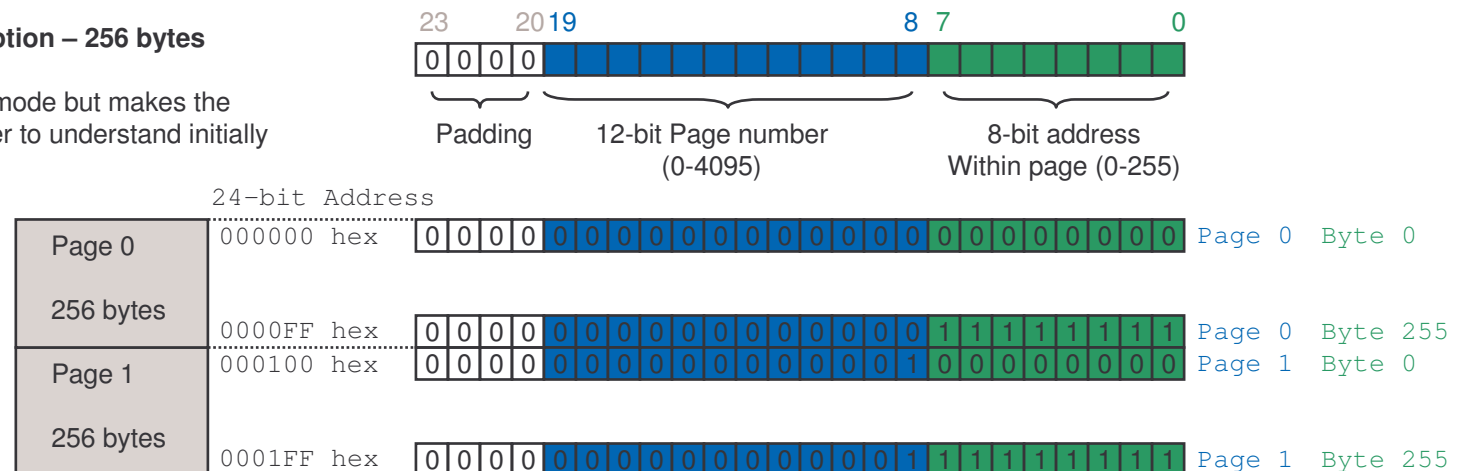 23 20 19 8 7 0
ption – 256 bytes
0 0 0 0
mode but makes the
er to understand initially
Padding 12-bit Page number 8-bit address
(0-4095) Within page (0-255)
24-bit Address
Page 0
256 bytes
000000 hex 0 0 0 0 0 0 0 0 0 0 0 0 0 0 0 0 0 0 0 0 0 0 0 0 Page 0 Byte 0
0000FF hex 0 0 0 0 0 0 0 0 0 0 0 0 0 0 0 0 1 1 1 1 1 1 1 1 Page 0 Byte 255
Page 1
256 bytes
000100 hex 0 0 0 0 0 0 0 0 0 0 0 0 0 0 0 1 0 0 0 0 0 0 0 0 Page 1 Byte 0
0001FF hex 0 0 0 0 0 0 0 0 0 0 0 0 0 0 0 1 1 1 1 1 1 1 1 1 Page 1 Byte 255